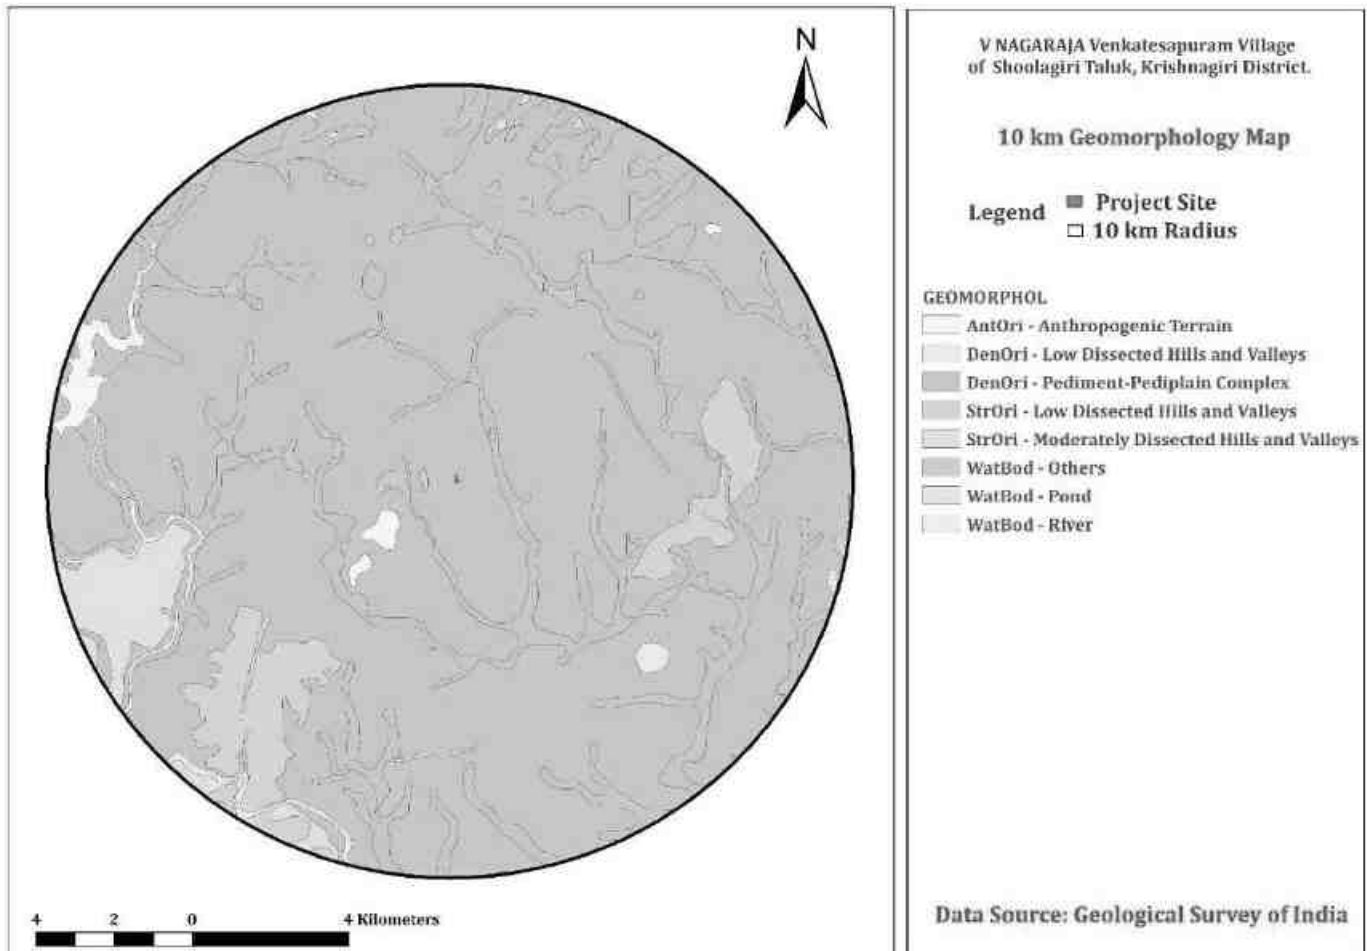 N
4 2 0 4 Kilometers
V NAGARAJA Venkatesapuram Village
of Shoolagiri Taluk, Krishnagiri District.
10 km Geomorphology Map
Legend
Project Site
10 km Radius
GEOMORPHOL
AntOri - Anthropogenic Terrain
DenOri - Low Dissected Hills and Valleys
DenOri - Pediment-Pediplain Complex
StrOri - Low Dissected Hills and Valleys
StrOri - Moderately Dissected Hills and Valleys
WatBod - Others
WatBod - Pond
WatBod - River
Data Source: Geological Survey of India